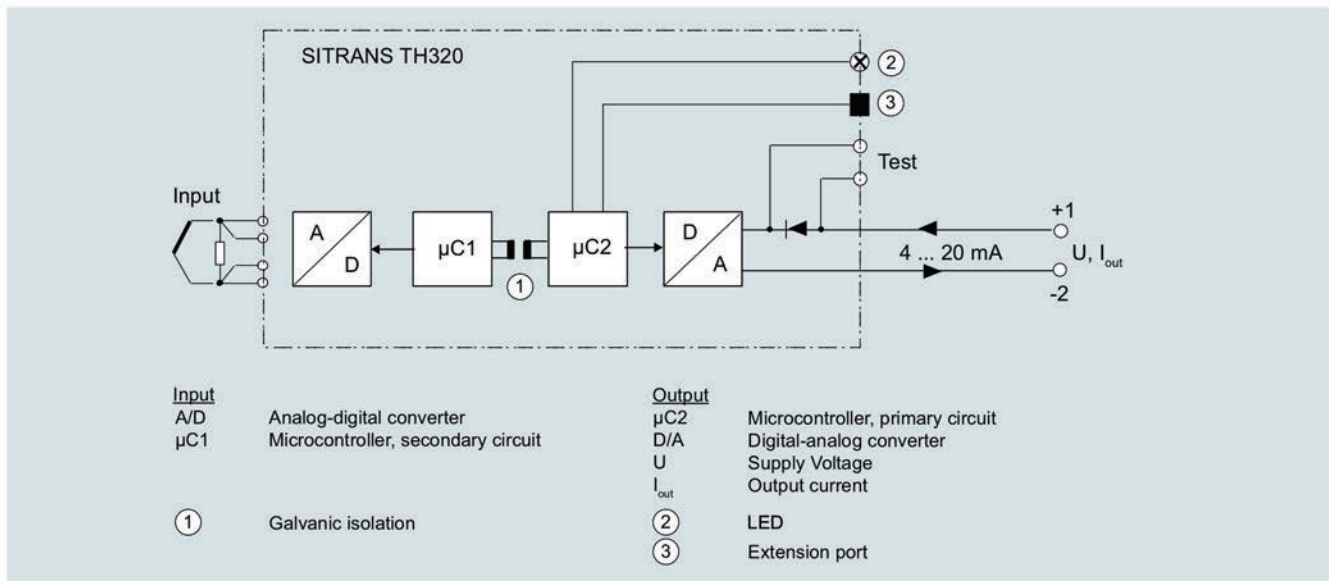 SITRANS TH320
2
3
Test
Input
A
D
µC1
µC2
D
A
1
+1
4 ... 20 mA
U, Iout
-2
Input
A/D Analog-digital converter
µC1 Microcontroller, secondary circuit
1 Galvanic isolation
Output
µC2 Microcontroller, primary circuit
D/A Digital-analog converter
U Supply Voltage
Iout Output current
2 LED
3 Extension port